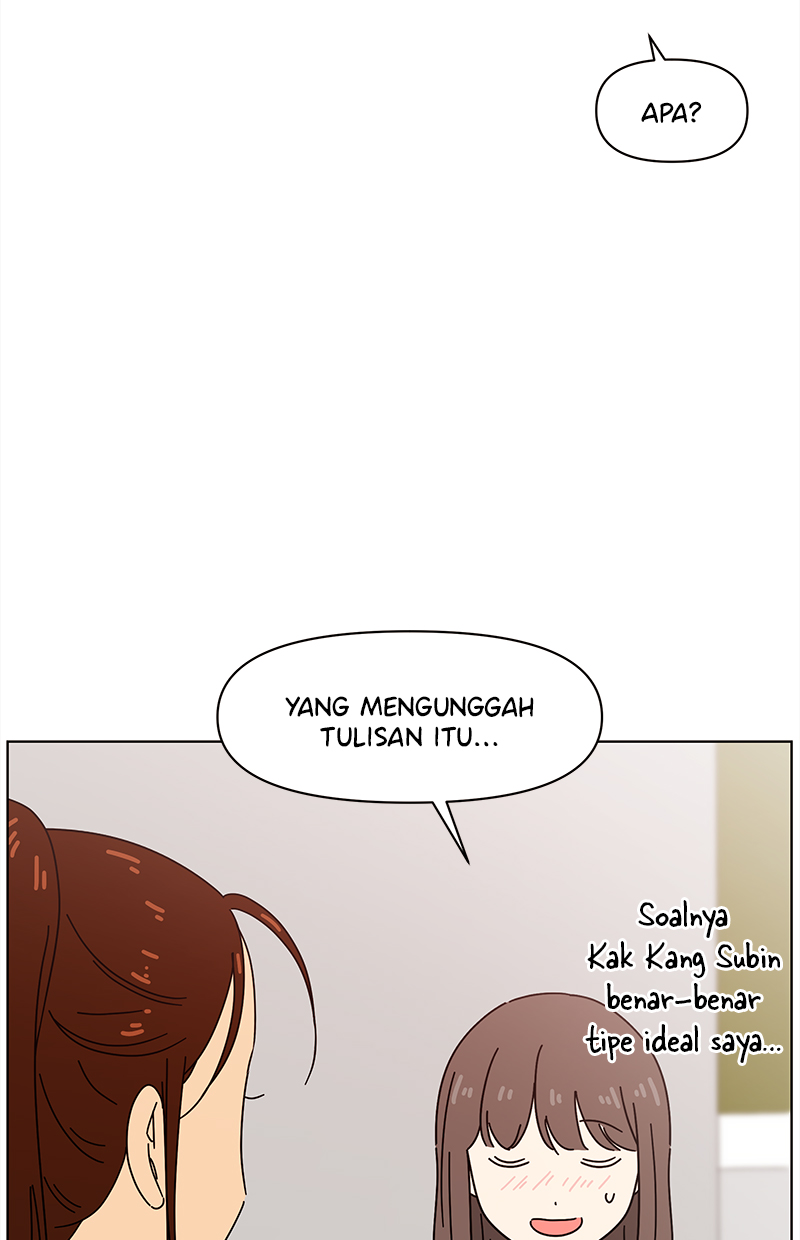 APA?
YANG MENGUNGGAH
TULISAN ITU...
Soalnya
Kak Kang Subin
benar-benar
tipe ideal saya...